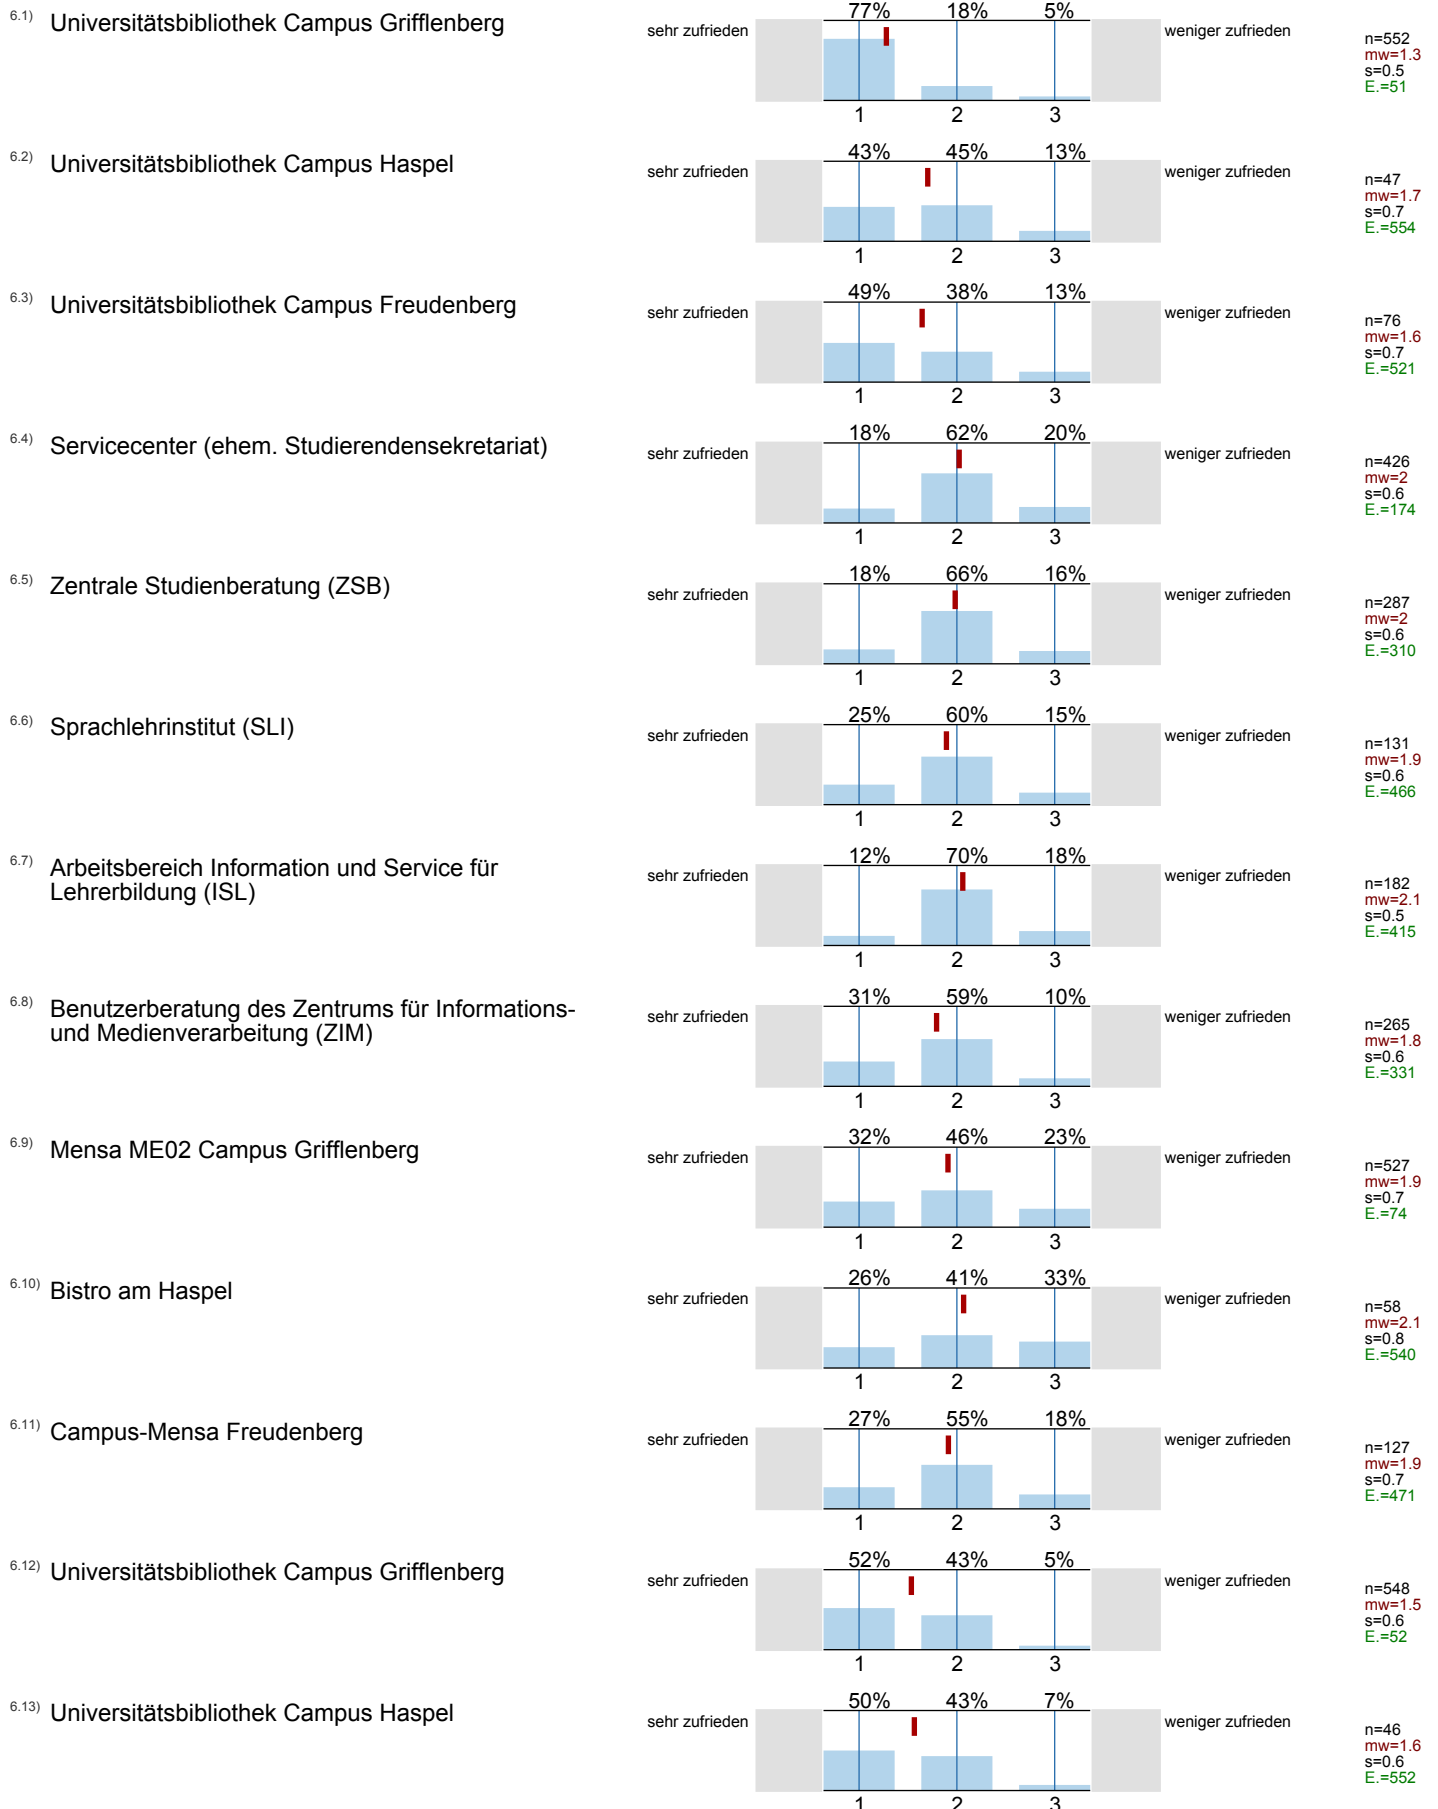 6.1) Universitätsbibliothek Campus Grifflenberg
77% 18% 5%
sehr zufrieden weniger zufrieden
n=552
mw=1.3
s=0.5
E.=51
1 2 3
6.2) Universitätsbibliothek Campus Haspel
43% 45% 13%
sehr zufrieden weniger zufrieden
n=47
mw=1.7
s=0.7
E.=554
1 2 3
6.3) Universitätsbibliothek Campus Freudenberg
49% 38% 13%
sehr zufrieden weniger zufrieden
n=76
mw=1.6
s=0.7
E.=521
1 2 3
6.4) Servicecenter (ehem. Studierendensekretariat)
18% 62% 20%
sehr zufrieden weniger zufrieden
n=426
mw=2
s=0.6
E.=174
1 2 3
6.5) Zentrale Studienberatung (ZSB)
18% 66% 16%
sehr zufrieden weniger zufrieden
n=287
mw=2
s=0.6
E.=310
1 2 3
6.6) Sprachlehrinstitut (SLI)
25% 60% 15%
sehr zufrieden weniger zufrieden
n=131
mw=1.9
s=0.6
E.=466
1 2 3
6.7) Arbeitsbereich Information und Service für
Lehrerbildung (ISL)
12% 70% 18%
sehr zufrieden weniger zufrieden
n=182
mw=2.1
s=0.5
E.=415
1 2 3
6.8) Benutzerberatung des Zentrums für Informations-
und Medienverarbeitung (ZIM)
31% 59% 10%
sehr zufrieden weniger zufrieden
n=265
mw=1.8
s=0.6
E.=331
1 2 3
6.9) Mensa ME02 Campus Grifflenberg
32% 46% 23%
sehr zufrieden weniger zufrieden
n=527
mw=1.9
s=0.7
E.=74
1 2 3
6.10) Bistro am Haspel
26% 41% 33%
sehr zufrieden weniger zufrieden
n=58
mw=2.1
s=0.8
E.=540
1 2 3
6.11) Campus-Mensa Freudenberg
27% 55% 18%
sehr zufrieden weniger zufrieden
n=127
mw=1.9
s=0.7
E.=471
1 2 3
6.12) Universitätsbibliothek Campus Grifflenberg
52% 43% 5%
sehr zufrieden weniger zufrieden
n=548
mw=1.5
s=0.6
E.=52
1 2 3
6.13) Universitätsbibliothek Campus Haspel
50% 43% 7%
sehr zufrieden weniger zufrieden
n=46
mw=1.6
s=0.6
E.=552
1 2 3